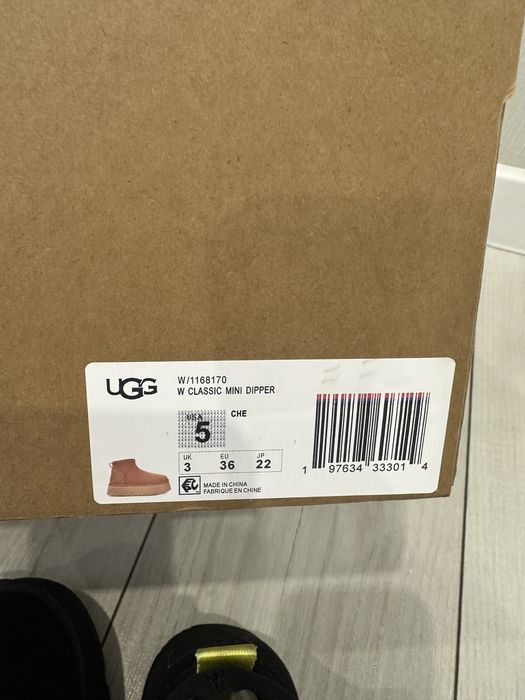 UGG
W/1168170
W CLASSIC MINI DIPPER
USA
5
CHE
UK EU JP
3 36 22
MADE IN CHINA
FABRIQUE EN CHINE
1 97634 33301 4